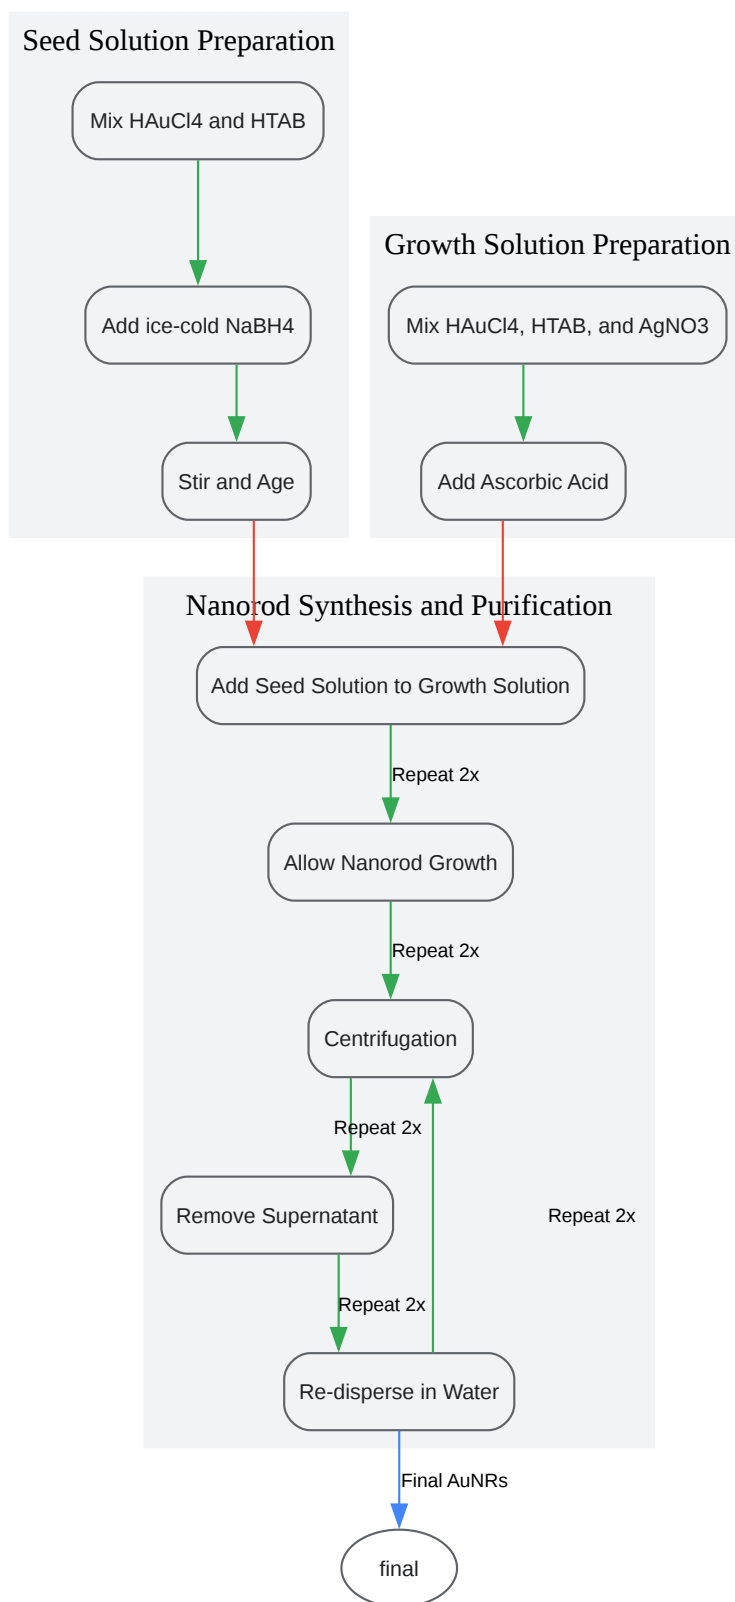 Seed Solution Preparation
Mix HAuCl4 and HTAB
Add ice-cold NaBH4
Stir and Age
Growth Solution Preparation
Mix HAuCl4, HTAB, and AgNO3
Add Ascorbic Acid
Nanorod Synthesis and Purification
Add Seed Solution to Growth Solution
Repeat 2x
Allow Nanorod Growth
Repeat 2x
Centrifugation
Repeat 2x
Remove Supernatant
Repeat 2x
Repeat 2x
Re-disperse in Water
Final AuNRs
final